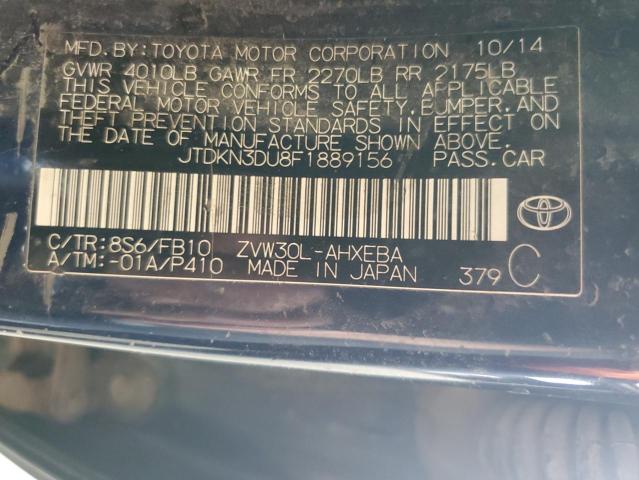 MFD. BY: TOYOTA MOTOR CORPORATION 10/14
GVWR 4010LB GAWR FR 2270LB RR 2175LB
THIS VEHICLE CONFORMS TO ALL APPLICABLE
FEDERAL MOTOR VEHICLE SAFETY, BUMPER, AND
THEFT PREVENTION STANDARDS IN EFFECT ON
THE DATE OF MANUFACTURE SHOWN ABOVE.
JTDKN3DU8F1889156 PASS. CAR
C/TR: 8S6/FB10 ZVW30L-AHXEBA
A/TM: -01A/P410 MADE IN JAPAN 379 C